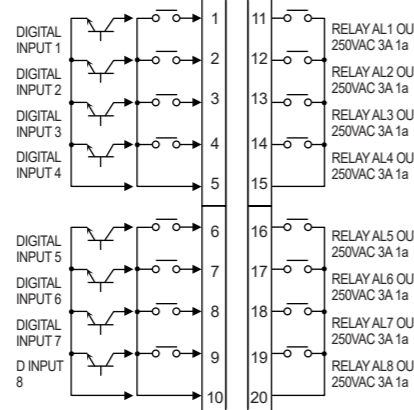 DIGITAL
INPUT 1
DIGITAL
INPUT 2
DIGITAL
INPUT 3
DIGITAL
INPUT 4
1
2
3
4
5
11
12
13
14
15
RELAY AL1 OU
250VAC 3A 1a
RELAY AL2 OU
250VAC 3A 1a
RELAY AL3 OU
250VAC 3A 1a
RELAY AL4 OU
250VAC 3A 1a
DIGITAL
INPUT 5
DIGITAL
INPUT 6
DIGITAL
INPUT 7
D INPUT
8
6
7
8
9
10
16
17
18
19
20
RELAY AL5 OU
250VAC 3A 1a
RELAY AL6 OU
250VAC 3A 1a
RELAY AL7 OU
250VAC 3A 1a
RELAY AL8 OU
250VAC 3A 1a